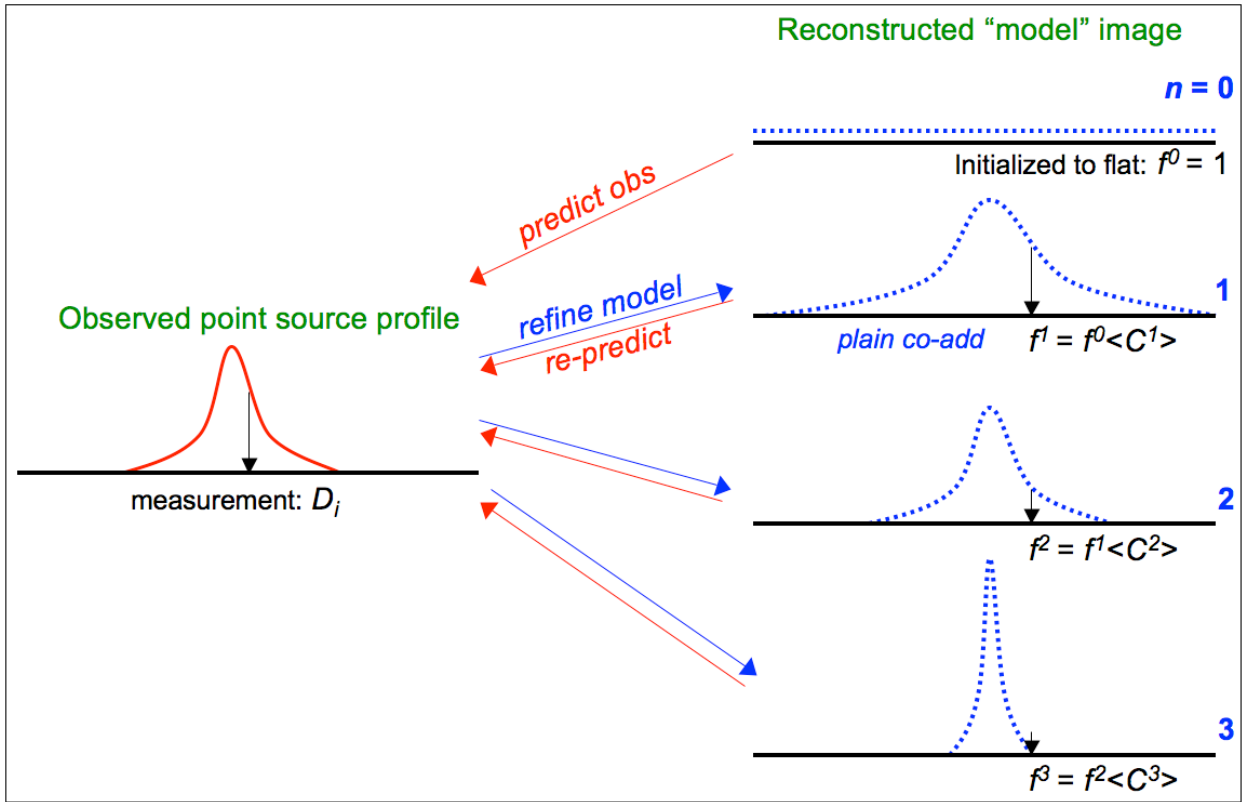 Reconstructed “model” image
n = 0
Initialized to flat: f⁰ = 1
predict obs
1
refine model
re-predict
Observed point source profile
plain co-add
f¹ = f⁰<C¹>
measurement: Dᵢ
2
f² = f¹<C²>
3
f³ = f²<C³>